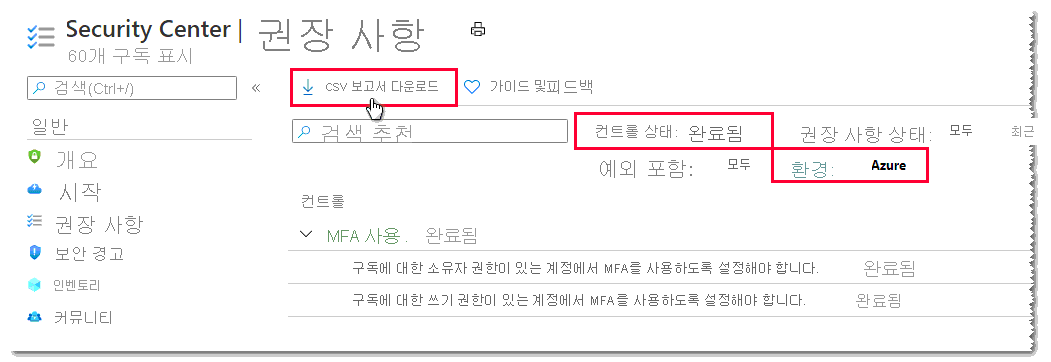 Security Center | 권장 사항
60개 구독 표시
검색(Ctrl+/) «
CSV 보고서 다운로드 가이드 및피드백
일반
검색 추천 컨트롤 상태: 완료됨 권장 사항 상태: 모두 최근
예외 포함: 모두 환경: Azure
개요
시작
권장 사항
보안 경고
인벤토리
커뮤니티
컨트롤
MFA 사용. 완료됨
구독에 대한 소유자 권한이 있는 계정에서 MFA를 사용하도록 설정해야 합니다. 완료됨
구독에 대한 쓰기 권한이 있는 계정에서 MFA를 사용하도록 설정해야 합니다. 완료됨